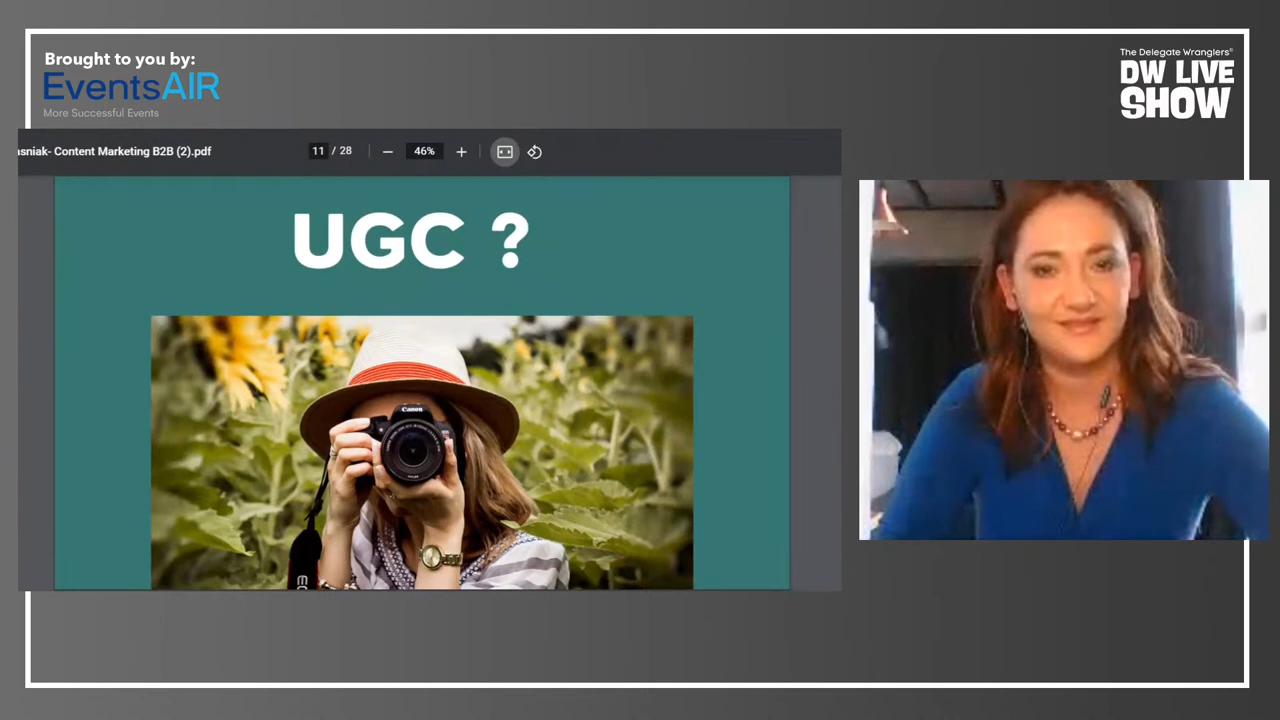 Brought to you by:
EventsAIR
More Successful Events
The Delegate Wranglers®
DW LIVE
SHOW
asniak- Content Marketing B2B (2).pdf
11 / 28
46%
UGC ?
Canon